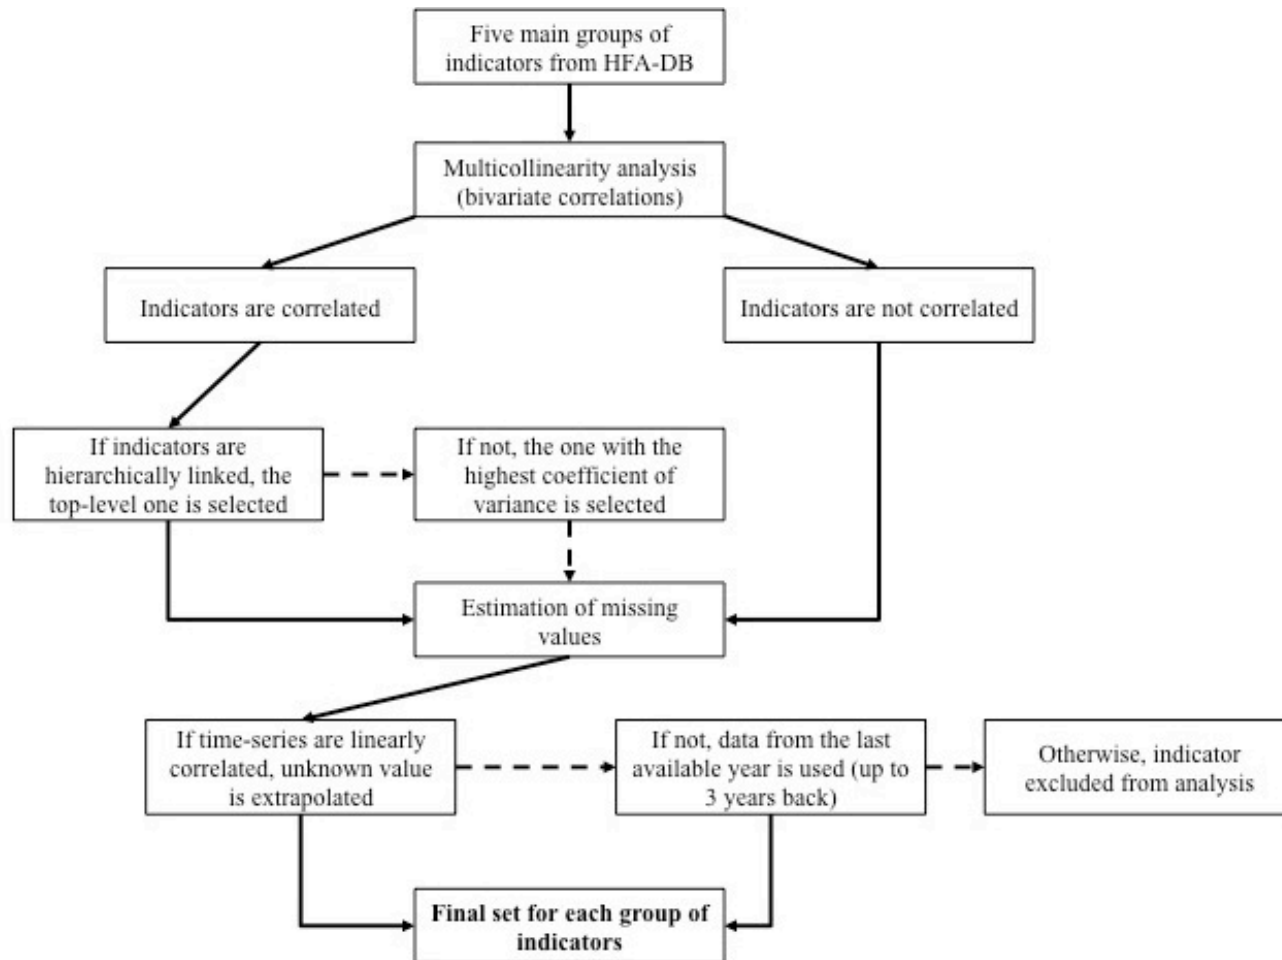 Five main groups of
indicators from HFA-DB
Multicollinearity analysis
(bivariate correlations)
Indicators are correlated
Indicators are not correlated
If indicators are
hierarchically linked, the
top-level one is selected
If not, the one with the
highest coefficient of
variance is selected
Estimation of missing
values
If time-series are linearly
correlated, unknown value
is extrapolated
If not, data from the last
available year is used (up to
3 years back)
Otherwise, indicator
excluded from analysis
Final set for each group of
indicators